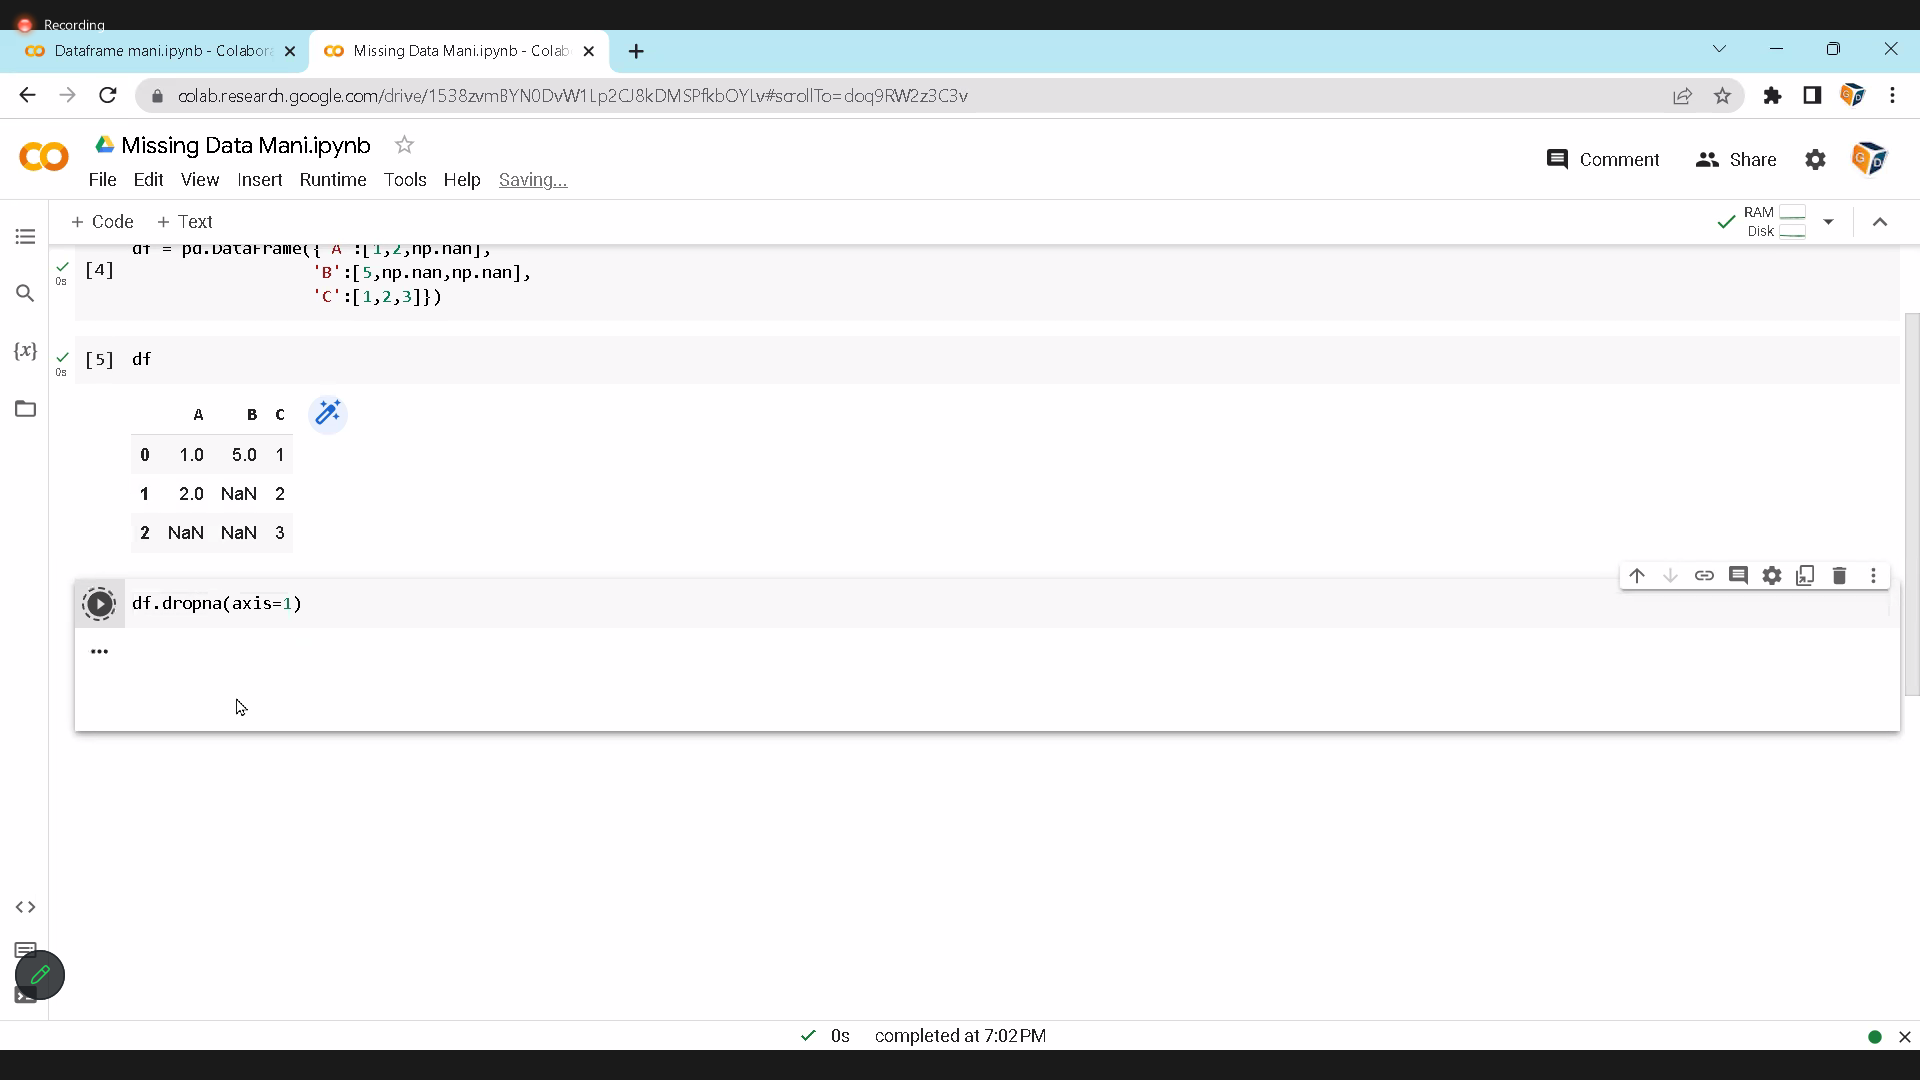 Recording
Dataframe mani.ipynb - Colabora
Missing Data Mani.ipynb - Colab
colab.research.google.com/drive/1538zvmBYN0DvW1Lp2CJ8kDMSPfkbOYLv#scrollTo=doq9RW2z3C3v
Missing Data Mani.ipynb
Comment
Share
File Edit View Insert Runtime Tools Help Saving...
+ Code + Text
RAM
Disk
df = pd.DataFrame({'A':[1,2,np.nan],
[4] 'B':[5,np.nan,np.nan],
0s
'C':[1,2,3]})
[5] df
0s
A B C
0 1.0 5.0 1
1 2.0 NaN 2
2 NaN NaN 3
df.dropna(axis=1)
...
0s completed at 7:02 PM